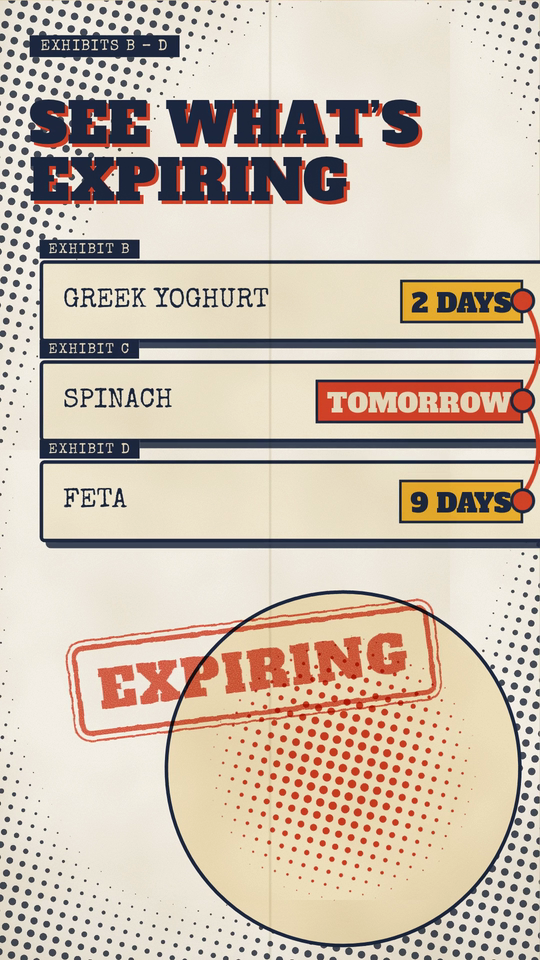 EXHIBITS B – D
SEE WHAT’S
EXPIRING
EXHIBIT B
GREEK YOGHURT
2 DAYS
EXHIBIT C
SPINACH
TOMORROW
EXHIBIT D
FETA
9 DAYS
EXPIRING